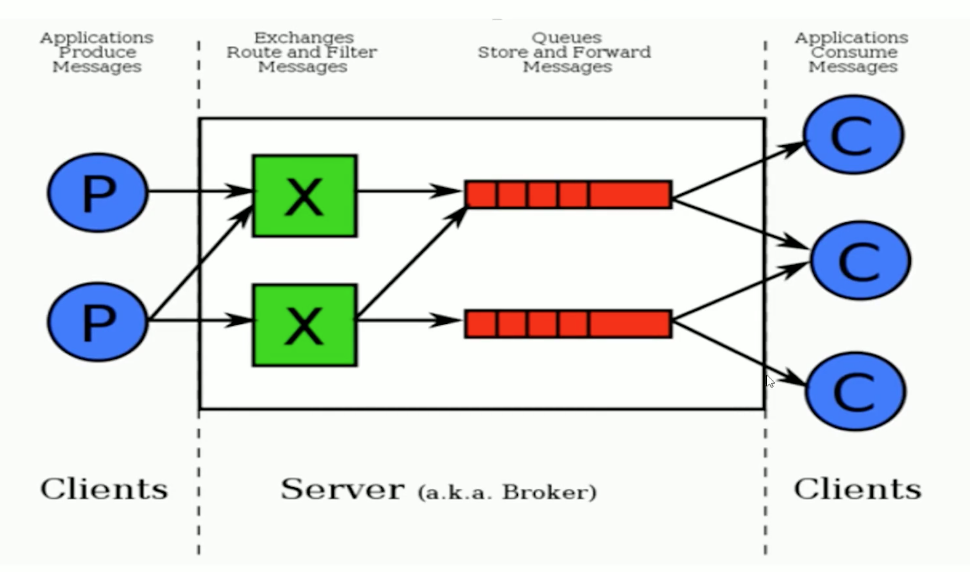 Applications
Produce
Messages
Exchanges
Route and Filter
Messages
Queues
Store and Forward
Messages
Applications
Consume
Messages
P
X
C
P
X
C
C
Clients
Server (a.k.a. Broker)
Clients